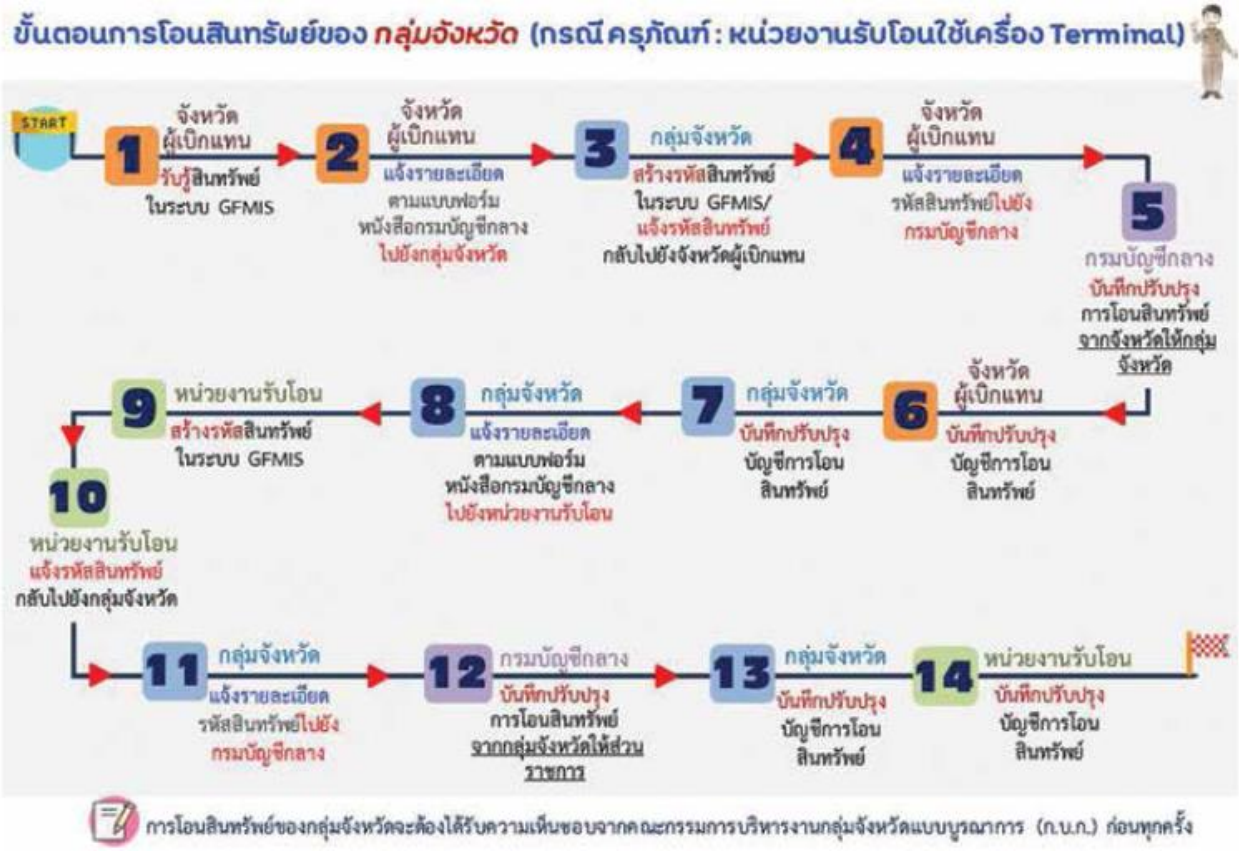 ขั้นตอนการโอนสินทรัพย์ของ กลุ่มจังหวัด (กรณีครุภัณฑ์ : หน่วยงานรับโอนใช้เครื่อง Terminal)
START
1
จังหวัด
ผู้เบิกแทน
รับรู้สินทรัพย์
ในระบบ GFMIS
2
จังหวัด
ผู้เบิกแทน
แจ้งรายละเอียด
ตามแบบฟอร์ม
หนังสือกรมบัญชีกลาง
ไปยังกลุ่มจังหวัด
3
กลุ่มจังหวัด
สร้างรหัสสินทรัพย์
ในระบบ GFMIS/
แจ้งรหัสสินทรัพย์
กลับไปยังจังหวัดผู้เบิกแทน
4
จังหวัด
ผู้เบิกแทน
แจ้งรายละเอียด
รหัสสินทรัพย์ไปยัง
กรมบัญชีกลาง
5
กรมบัญชีกลาง
บันทึกปรับปรุง
การโอนสินทรัพย์
จากจังหวัดให้กลุ่ม
จังหวัด
6
จังหวัด
ผู้เบิกแทน
บันทึกปรับปรุง
บัญชีการโอน
สินทรัพย์
7
กลุ่มจังหวัด
บันทึกปรับปรุง
บัญชีการโอน
สินทรัพย์
8
กลุ่มจังหวัด
แจ้งรายละเอียด
ตามแบบฟอร์ม
หนังสือกรมบัญชีกลาง
ไปยังหน่วยงานรับโอน
9
หน่วยงานรับโอน
สร้างรหัสสินทรัพย์
ในระบบ GFMIS
10
หน่วยงานรับโอน
แจ้งรหัสสินทรัพย์
กลับไปยังกลุ่มจังหวัด
11
กลุ่มจังหวัด
แจ้งรายละเอียด
รหัสสินทรัพย์ไปยัง
กรมบัญชีกลาง
12
กรมบัญชีกลาง
บันทึกปรับปรุง
การโอนสินทรัพย์
จากกลุ่มจังหวัดให้ส่วน
ราชการ
13
กลุ่มจังหวัด
บันทึกปรับปรุง
บัญชีการโอน
สินทรัพย์
14
หน่วยงานรับโอน
บันทึกปรับปรุง
บัญชีการโอน
สินทรัพย์
การโอนสินทรัพย์ของกลุ่มจังหวัดจะต้องได้รับความเห็นชอบจากคณะกรรมการบริหารงานกลุ่มจังหวัดแบบบูรณาการ (ก.บ.ก.) ก่อนทุกครั้ง